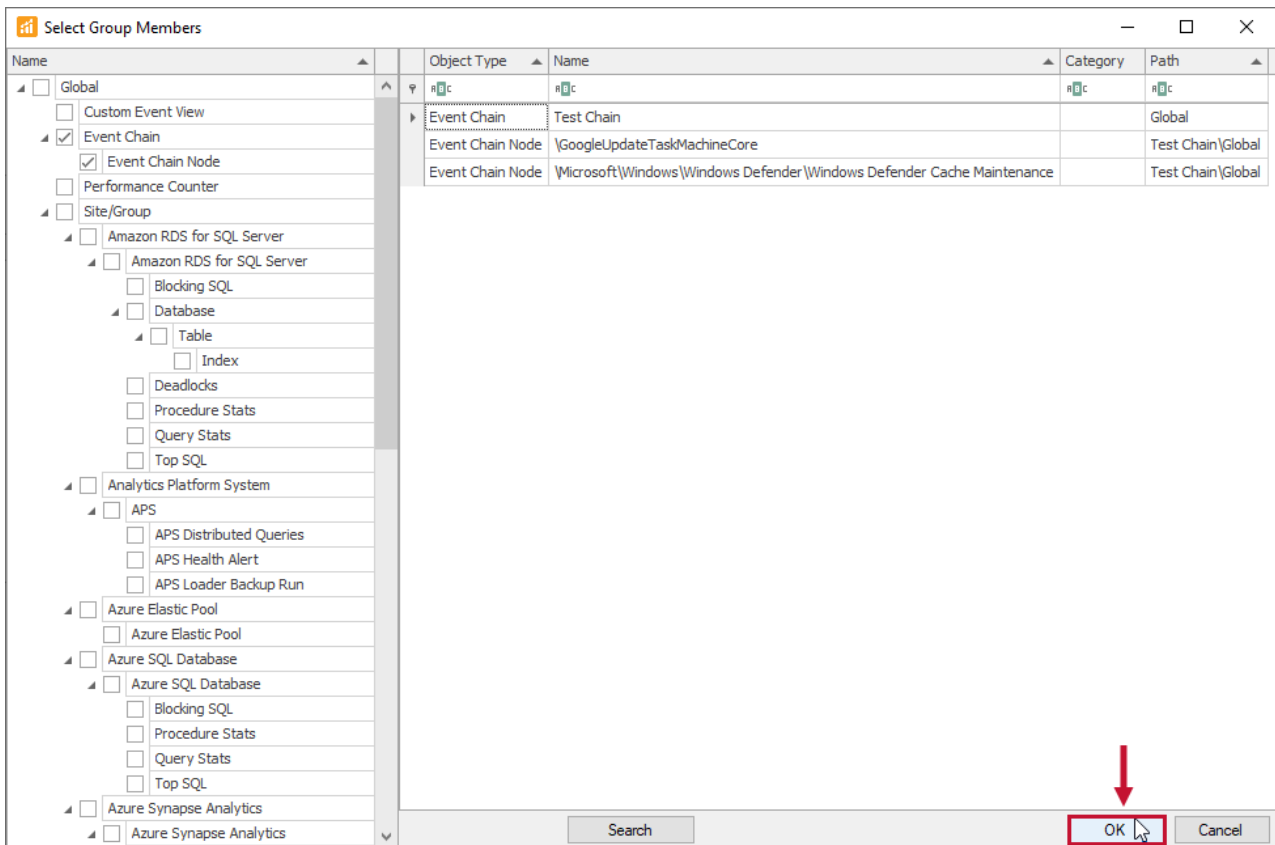 Select Group Members
Name
Object Type Name Category Path
Global
Custom Event View
Event Chain
Event Chain Node
Performance Counter
Site/Group
Amazon RDS for SQL Server
Amazon RDS for SQL Server
Blocking SQL
Database
Table
Index
Deadlocks
Procedure Stats
Query Stats
Top SQL
Analytics Platform System
APS
APS Distributed Queries
APS Health Alert
APS Loader Backup Run
Azure Elastic Pool
Azure Elastic Pool
Azure SQL Database
Azure SQL Database
Blocking SQL
Procedure Stats
Query Stats
Top SQL
Azure Synapse Analytics
Azure Synapse Analytics
ABC ABC ABC ABC
Event Chain Test Chain Global
Event Chain Node \GoogleUpdateTaskMachineCore Test Chain\Global
Event Chain Node \Microsoft\Windows\Windows Defender\Windows Defender Cache Maintenance Test Chain\Global
Search OK Cancel